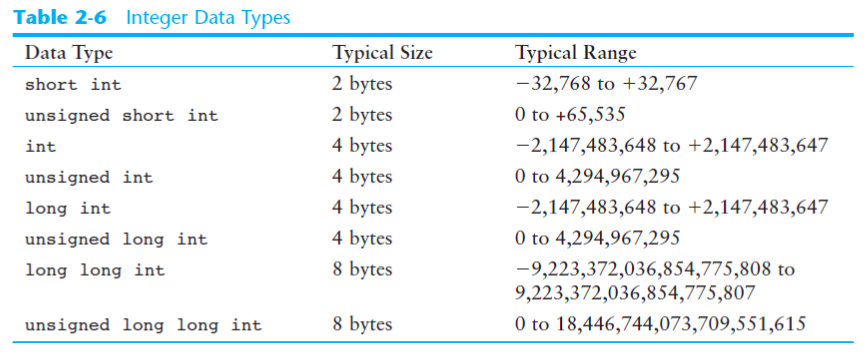 Table 2-6 Integer Data Types
Data Type Typical Size Typical Range
short int 2 bytes −32,768 to +32,767
unsigned short int 2 bytes 0 to +65,535
int 4 bytes −2,147,483,648 to +2,147,483,647
unsigned int 4 bytes 0 to 4,294,967,295
long int 4 bytes −2,147,483,648 to +2,147,483,647
unsigned long int 4 bytes 0 to 4,294,967,295
long long int 8 bytes −9,223,372,036,854,775,808 to
9,223,372,036,854,775,807
unsigned long long int 8 bytes 0 to 18,446,744,073,709,551,615